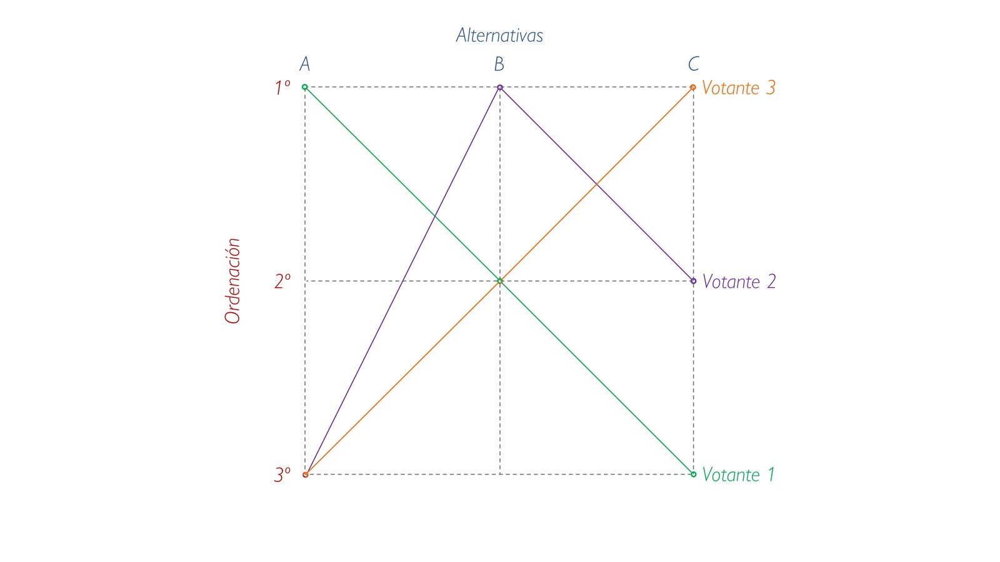 Alternativas
A B C
1º Votante 3
Ordenación
2º Votante 2
3º Votante 1